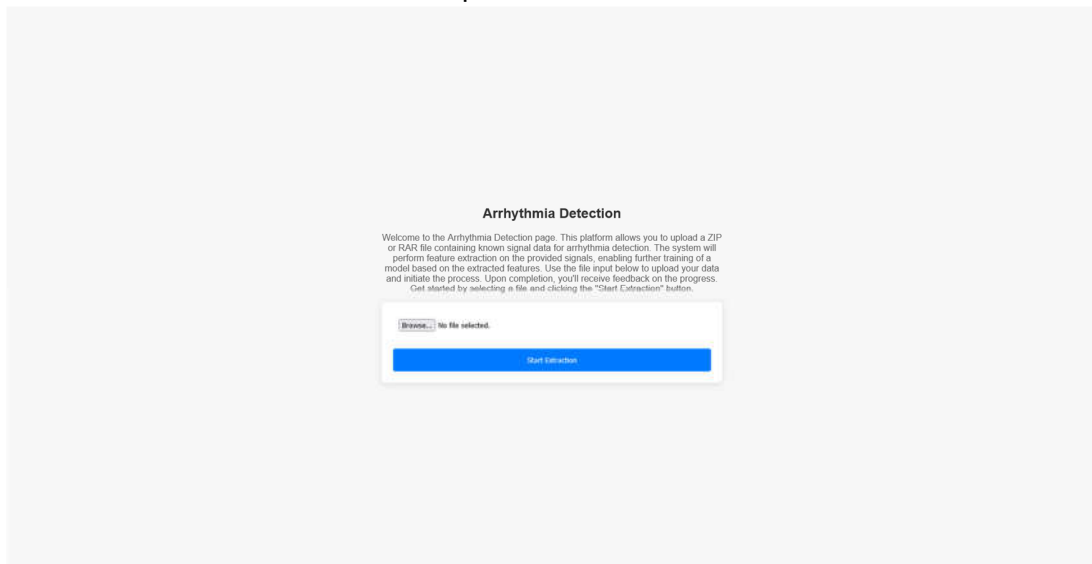 Arrhythmia Detection
Welcome to the Arrhythmia Detection page. This platform allows you to upload a ZIP
or RAR file containing known signal data for arrhythmia detection. The system will
perform feature extraction on the provided signals, enabling further training of a
model based on the extracted features. Use the file input below to upload your data
and initiate the process. Upon completion, you'll receive feedback on the progress.
Get started by selecting a file and clicking the "Start Extraction" button.
Browse... No file selected.
Start Extraction